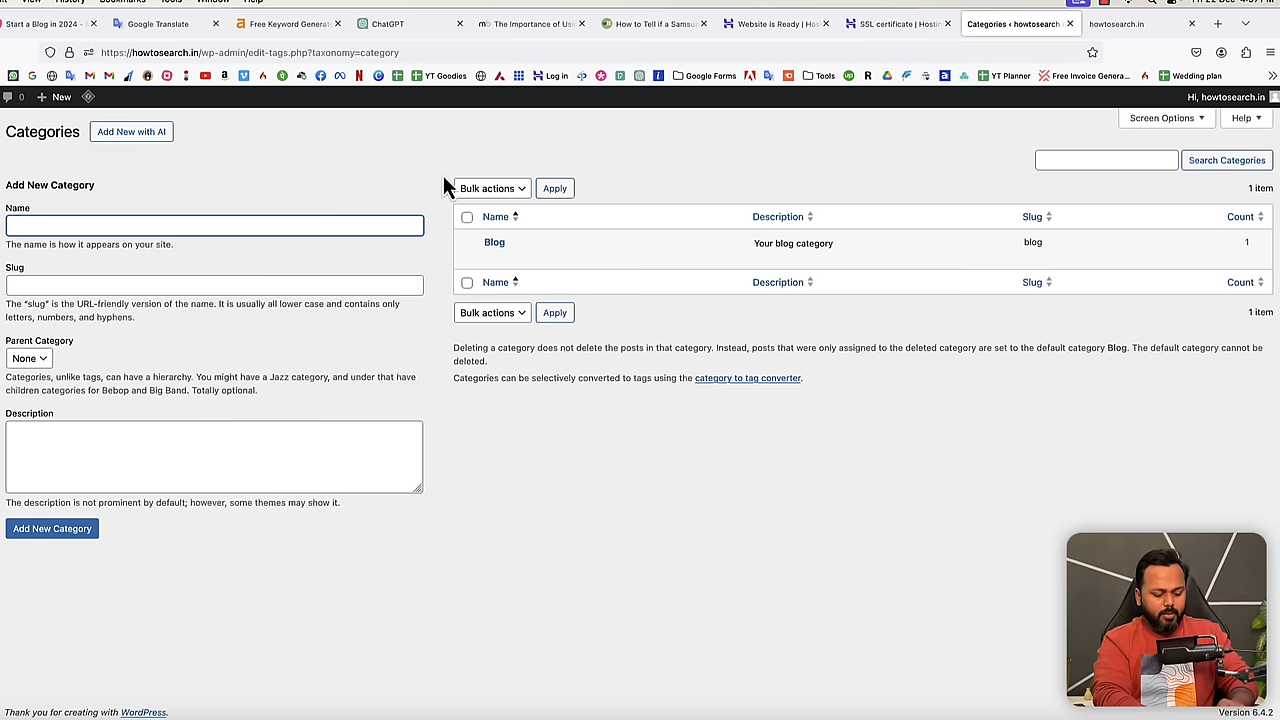 View History Bookmarks Tools Window Help
Start a Blog in 2024 -
Google Translate
Free Keyword Generat
ChatGPT
The Importance of Usi
How to Tell if a Samsu
Website is Ready | Hos
SSL certificate | Hostin
Categories ‹ howtosearch.
howtosearch.in
https://howtosearch.in/wp-admin/edit-tags.php?taxonomy=category
YT Goodies
Log in
Google Forms
Tools
YT Planner
Free Invoice Genera...
Wedding plan
0
New
Hi, howtosearch.in
Categories
Add New with AI
Screen Options
Help
Search Categories
Add New Category
Bulk actions
Apply
1 item
Name
The name is how it appears on your site.
Name Description Slug Count
Blog Your blog category blog 1
Name Description Slug Count
Slug
The “slug” is the URL-friendly version of the name. It is usually all lower case and contains only
letters, numbers, and hyphens.
Bulk actions
Apply
1 item
Parent Category
None
Categories, unlike tags, can have a hierarchy. You might have a Jazz category, and under that have
children categories for Bebop and Big Band. Totally optional.
Deleting a category does not delete the posts in that category. Instead, posts that were only assigned to the deleted category are set to the default category Blog. The default category cannot be
deleted.
Categories can be selectively converted to tags using the category to tag converter.
Description
The description is not prominent by default; however, some themes may show it.
Add New Category
Thank you for creating with WordPress.
Version 6.4.2